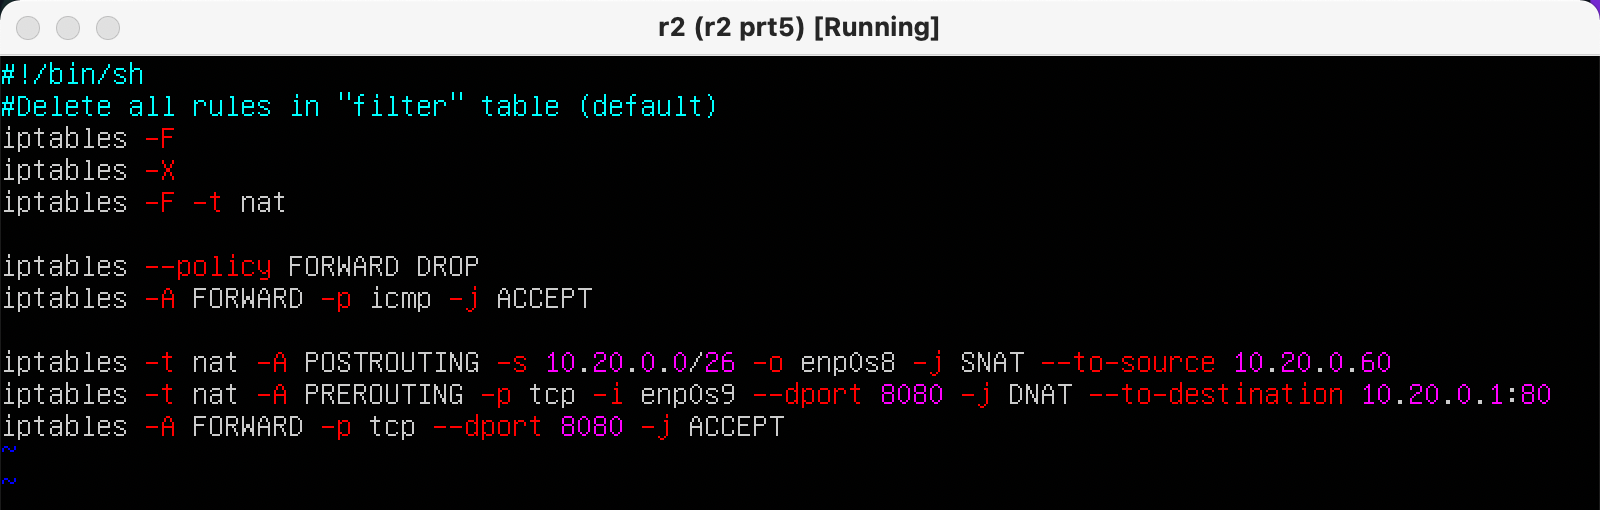 r2 (r2 prt5) [Running]
#!/bin/sh
#Delete all rules in "filter" table (default)
iptables -F
iptables -X
iptables -F -t nat
iptables --policy FORWARD DROP
iptables -A FORWARD -p icmp -j ACCEPT
iptables -t nat -A POSTROUTING -s 10.20.0.0/26 -o enp0s8 -j SNAT --to-source 10.20.0.60
iptables -t nat -A PREROUTING -p tcp -i enp0s9 --dport 8080 -j DNAT --to-destination 10.20.0.1:80
iptables -A FORWARD -p tcp --dport 8080 -j ACCEPT
~
~